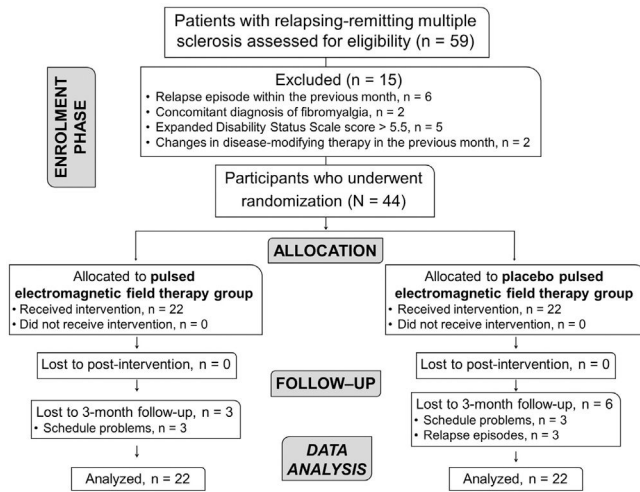 Patients with relapsing-remitting multiple
sclerosis assessed for eligibility (n = 59)
ENROLMENT
PHASE
Excluded (n = 15)
• Relapse episode within the previous month, n = 6
• Concomitant diagnosis of fibromyalgia, n = 2
• Expanded Disability Status Scale score > 5.5, n = 5
• Changes in disease-modifying therapy in the previous month, n = 2
Participants who underwent
randomization (N = 44)
ALLOCATION
Allocated to pulsed
electromagnetic field therapy group
• Received intervention, n = 22
• Did not receive intervention, n = 0
Allocated to placebo pulsed
electromagnetic field therapy group
• Received intervention, n = 22
• Did not receive intervention, n = 0
Lost to post-intervention, n = 0
Lost to post-intervention, n = 0
FOLLOW–UP
Lost to 3-month follow-up, n = 3
• Schedule problems, n = 3
Lost to 3-month follow-up, n = 6
• Schedule problems, n = 3
• Relapse episodes, n = 3
DATA
ANALYSIS
Analyzed, n = 22
Analyzed, n = 22